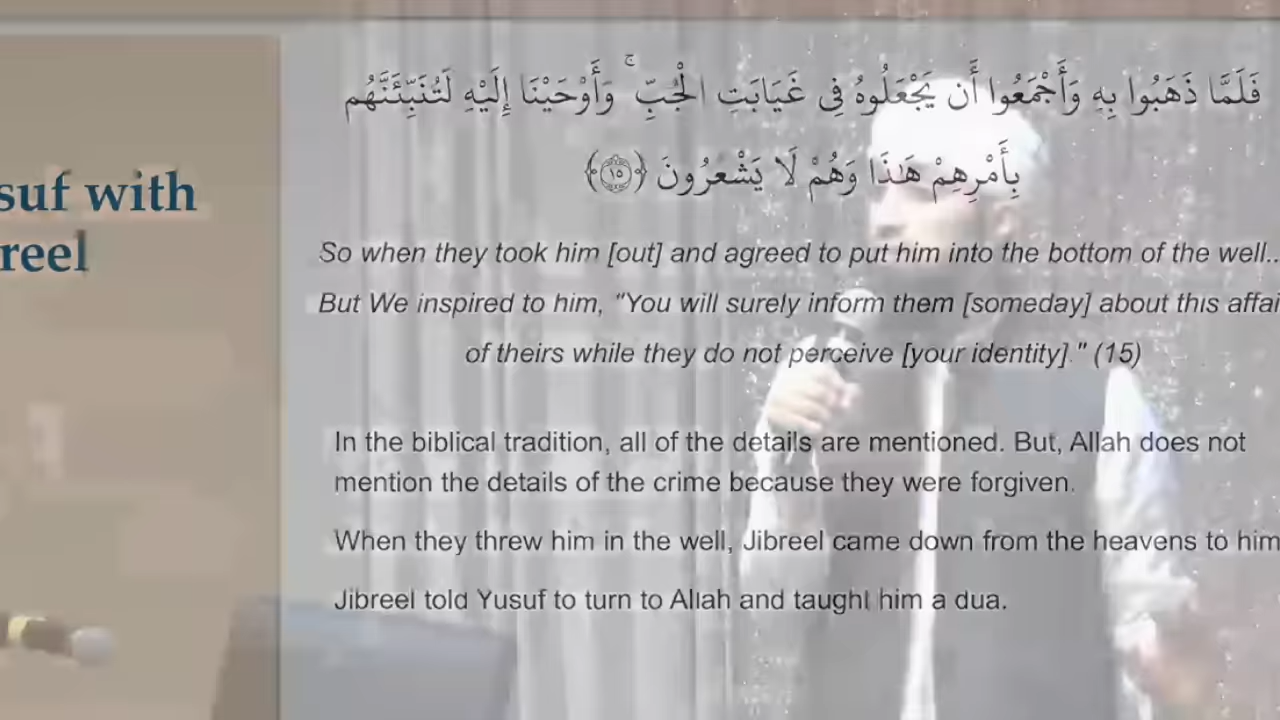 suf with
reel
فَلَمَّا ذَهَبُوا بِهِ وَأَجْمَعُوا أَن يَجْعَلُوهُ فِي غَيَابَتِ الْجُبِّ ۚ وَأَوْحَيْنَا إِلَيْهِ لَتُنَبِّئَنَّهُم
بِأَمْرِهِمْ هَٰذَا وَهُمْ لَا يَشْعُرُونَ ﴿١٥﴾
So when they took him [out] and agreed to put him into the bottom of the well..
But We inspired to him, "You will surely inform them [someday] about this affai
of theirs while they do not perceive [your identity]." (15)
In the biblical tradition, all of the details are mentioned. But, Allah does not
mention the details of the crime because they were forgiven.
When they threw him in the well, Jibreel came down from the heavens to him
Jibreel told Yusuf to turn to Allah and taught him a dua.